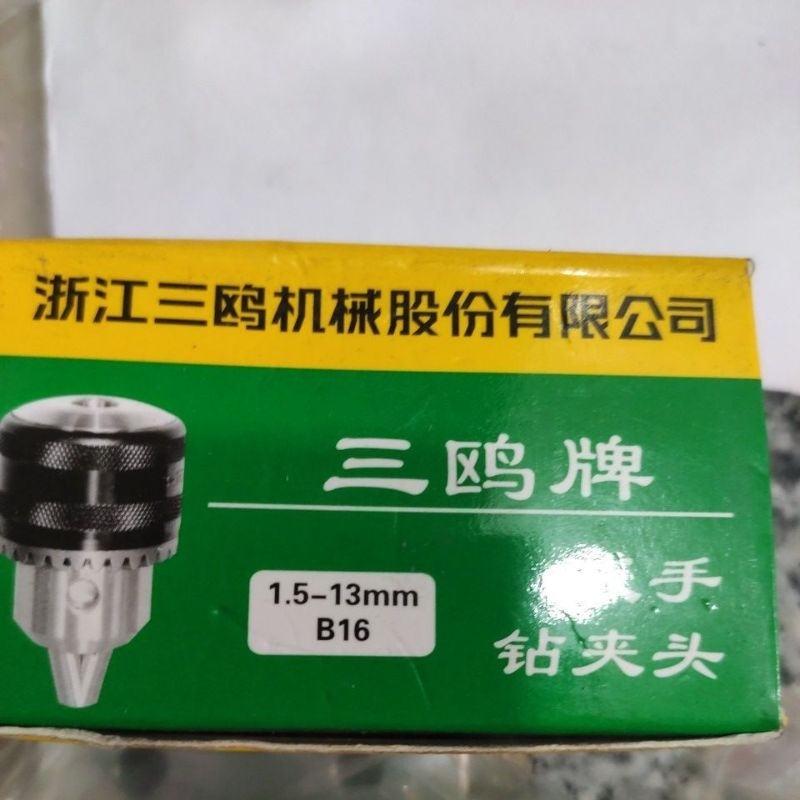 浙江三鸥机械股份有限公司
三鸥牌
1.5-13mm
B16
手
钻夹头